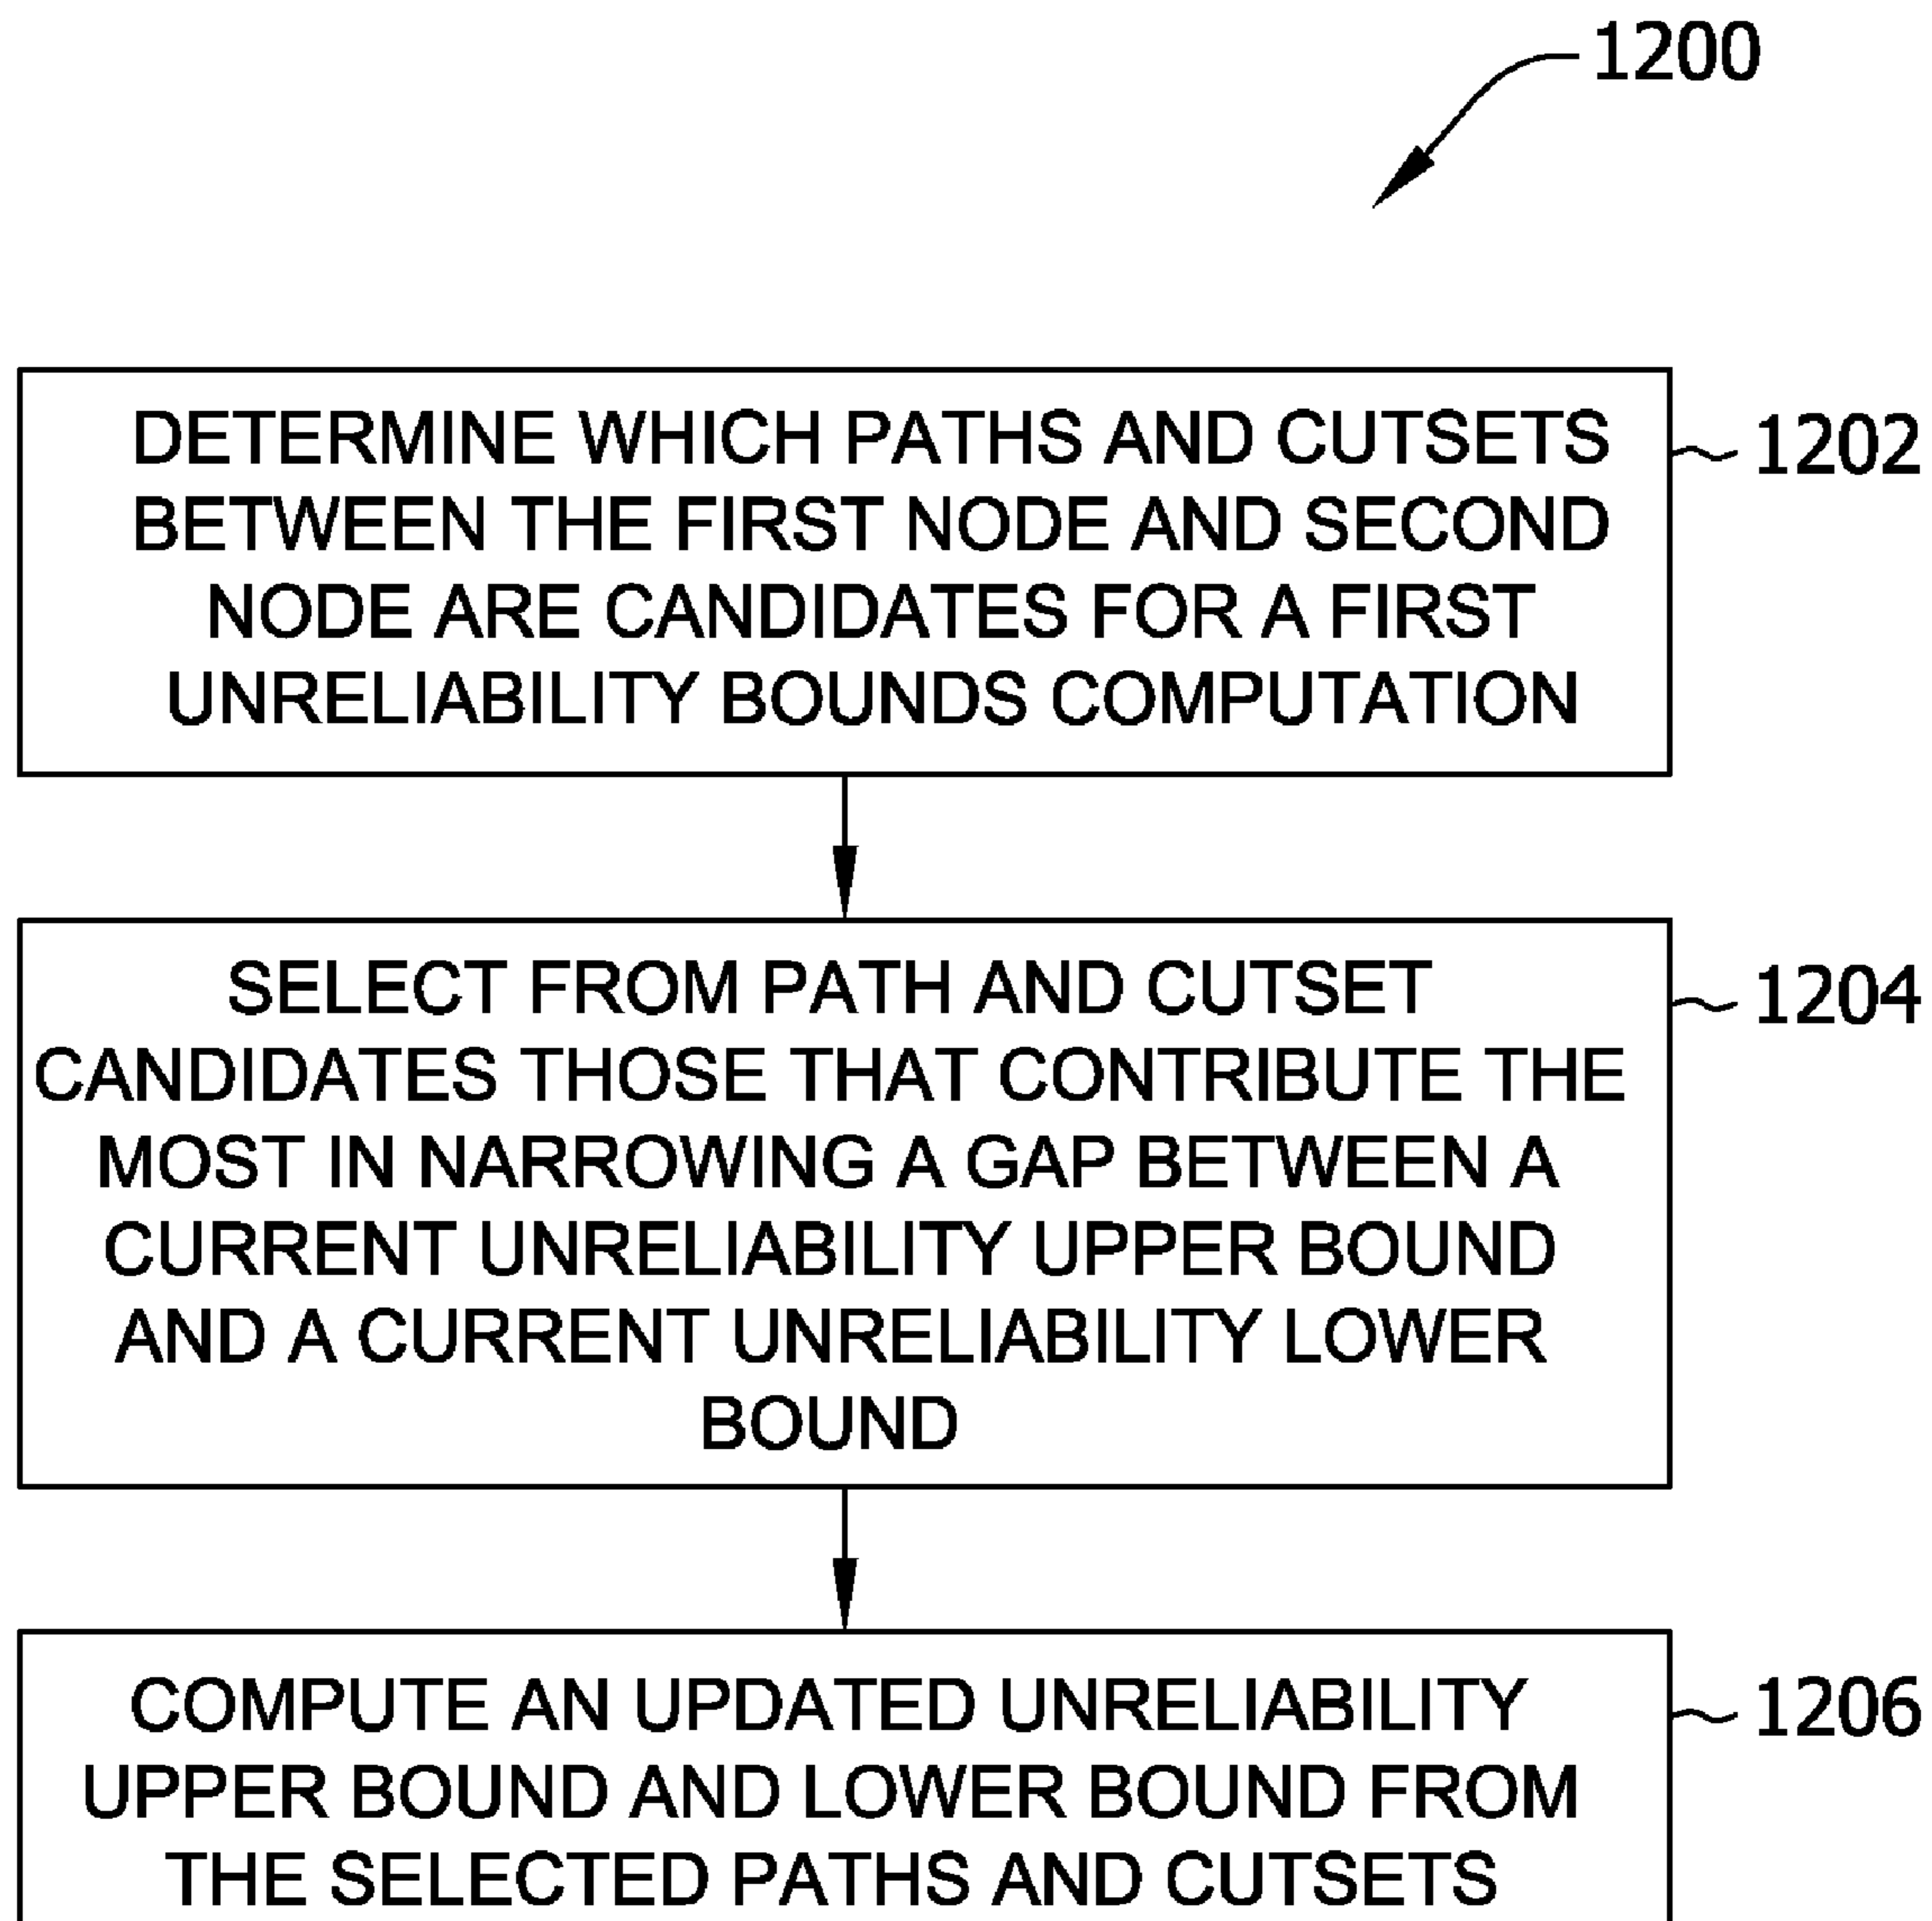 1200
DETERMINE WHICH PATHS AND CUTSETS
BETWEEN THE FIRST NODE AND SECOND
NODE ARE CANDIDATES FOR A FIRST
UNRELIABILITY BOUNDS COMPUTATION
1202
SELECT FROM PATH AND CUTSET
CANDIDATES THOSE THAT CONTRIBUTE THE
MOST IN NARROWING A GAP BETWEEN A
CURRENT UNRELIABILITY UPPER BOUND
AND A CURRENT UNRELIABILITY LOWER
BOUND
1204
COMPUTE AN UPDATED UNRELIABILITY
UPPER BOUND AND LOWER BOUND FROM
THE SELECTED PATHS AND CUTSETS
1206